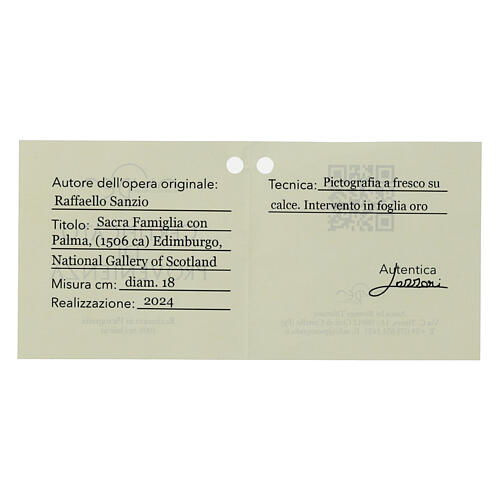 Autore dell'opera originale:
Raffaello Sanzio
Titolo: Sacra Famiglia con
Palma, (1506 ca) Edimburgo,
National Gallery of Scotland
Misura cm: diam. 18
Realizzazione: 2024
Tecnica: Pictografia a fresco su
calce. Intervento in foglia oro
Autentica